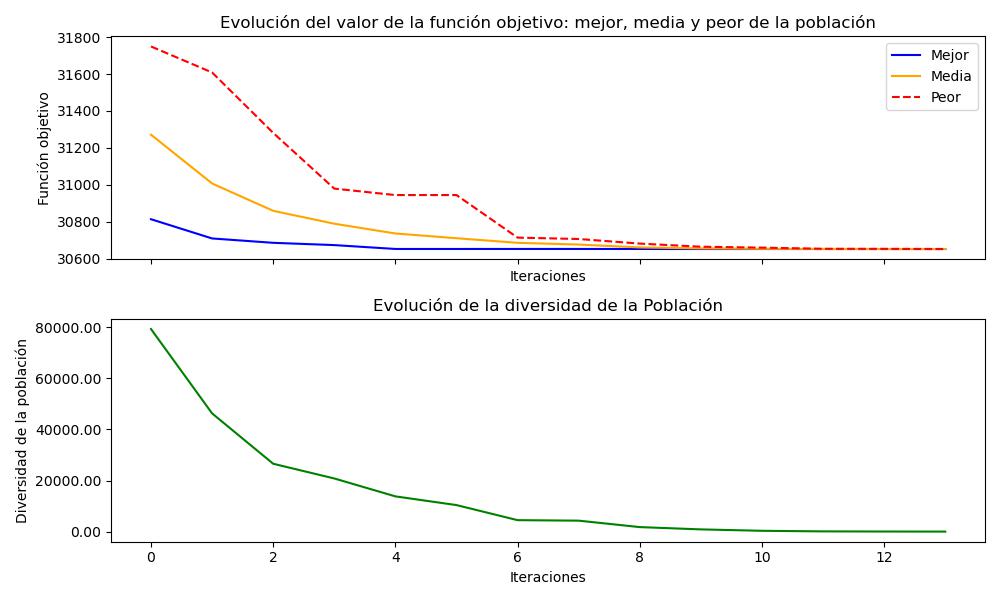 Evolución del valor de la función objetivo: mejor, media y peor de la población
31800
31600
31400
31200
31000
30800
30600
Función objetivo
Mejor
Media
Peor
Iteraciones
Evolución de la diversidad de la Población
80000.00
60000.00
40000.00
20000.00
0.00
Diversidad de la población
0 2 4 6 8 10 12
Iteraciones